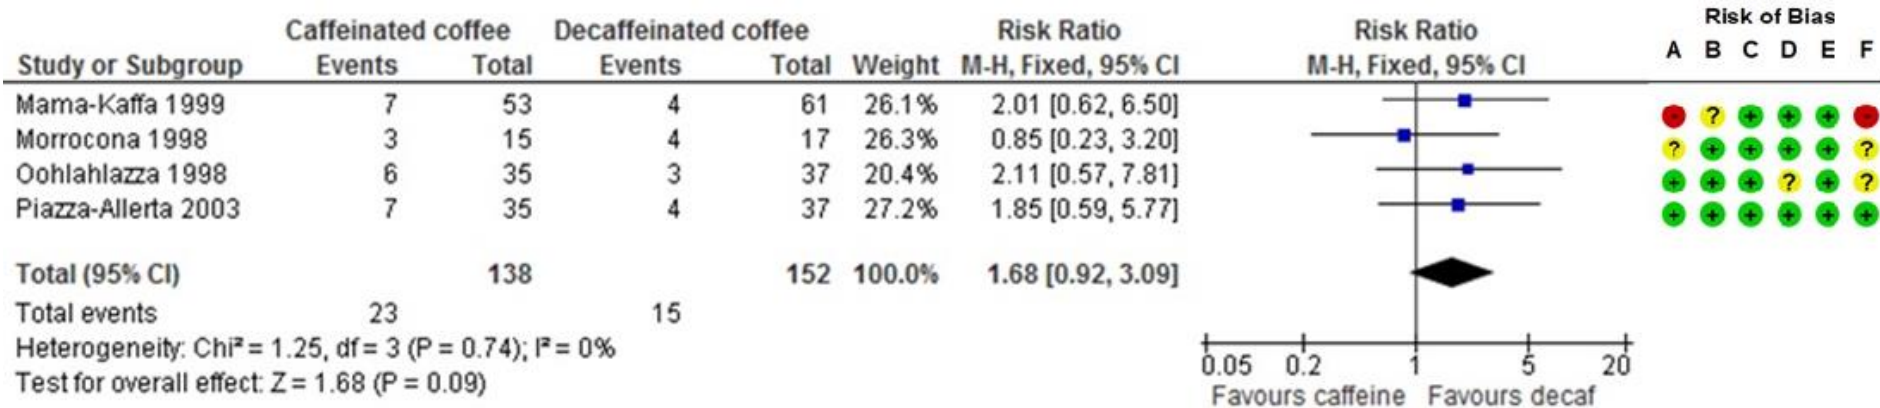 Caffeinated coffee Decaffeinated coffee Risk Ratio Risk Ratio Risk of Bias
Study or Subgroup Events Total Events Total Weight M-H, Fixed, 95% CI M-H, Fixed, 95% CI A B C D E F
Mama-Kaffa 1999 7 53 4 61 26.1% 2.01 [0.62, 6.50] - ? + + + -
Morrocona 1998 3 15 4 17 26.3% 0.85 [0.23, 3.20] ? + + + + ?
Oohlahlazza 1998 6 35 3 37 20.4% 2.11 [0.57, 7.81] + + + ? + ?
Piazza-Allerta 2003 7 35 4 37 27.2% 1.85 [0.59, 5.77] + + + + + +
Total (95% CI) 138 152 100.0% 1.68 [0.92, 3.09]
Total events 23 15
Heterogeneity: Chi² = 1.25, df = 3 (P = 0.74); I² = 0%
Test for overall effect: Z = 1.68 (P = 0.09)
0.05 0.2 1 5 20
Favours caffeine Favours decaf